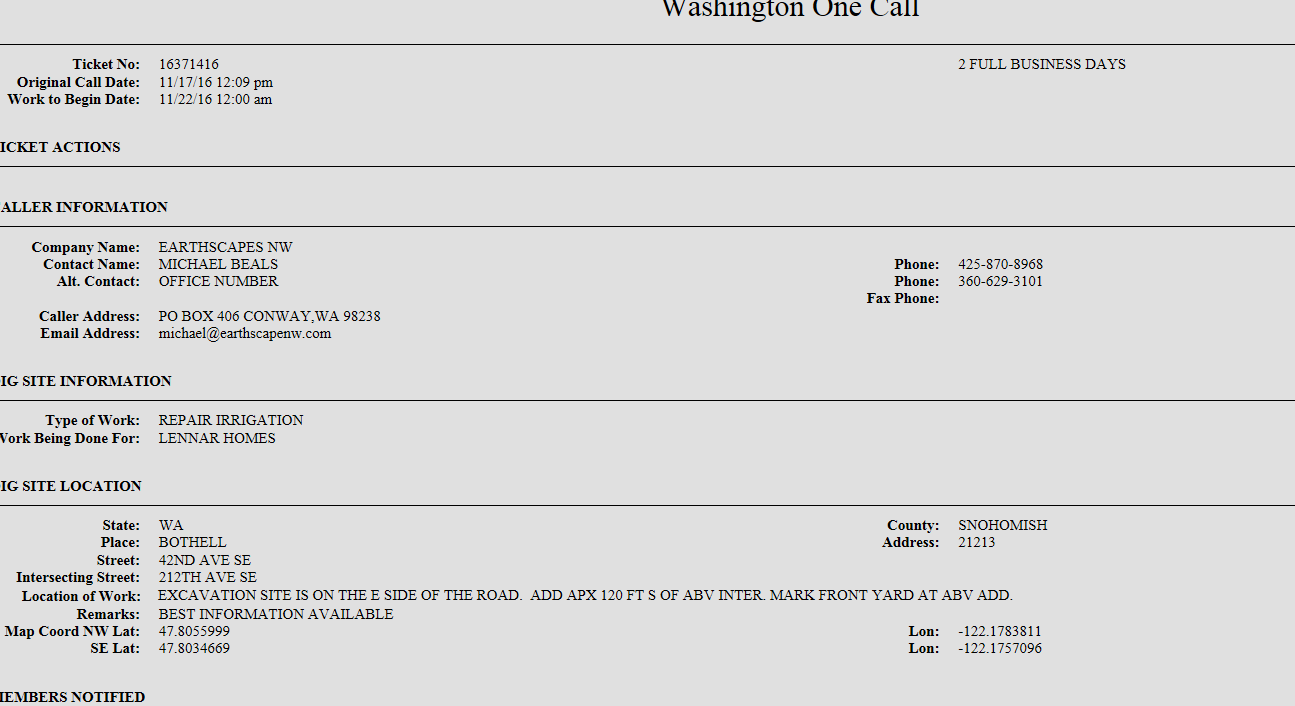 Washington One Call
Ticket No: 16371416 2 FULL BUSINESS DAYS
Original Call Date: 11/17/16 12:09 pm
Work to Begin Date: 11/22/16 12:00 am
ICKET ACTIONS
ALLER INFORMATION
Company Name: EARTHSCAPES NW
Contact Name: MICHAEL BEALS Phone: 425-870-8968
Alt. Contact: OFFICE NUMBER Phone: 360-629-3101
Fax Phone:
Caller Address: PO BOX 406 CONWAY,WA 98238
Email Address: michael@earthscapenw.com
IG SITE INFORMATION
Type of Work: REPAIR IRRIGATION
Work Being Done For: LENNAR HOMES
IG SITE LOCATION
State: WA County: SNOHOMISH
Place: BOTHELL Address: 21213
Street: 42ND AVE SE
Intersecting Street: 212TH AVE SE
Location of Work: EXCAVATION SITE IS ON THE E SIDE OF THE ROAD. ADD APX 120 FT S OF ABV INTER. MARK FRONT YARD AT ABV ADD.
Remarks: BEST INFORMATION AVAILABLE
Map Coord NW Lat: 47.8055999 Lon: -122.1783811
SE Lat: 47.8034669 Lon: -122.1757096
MEMBERS NOTIFIED